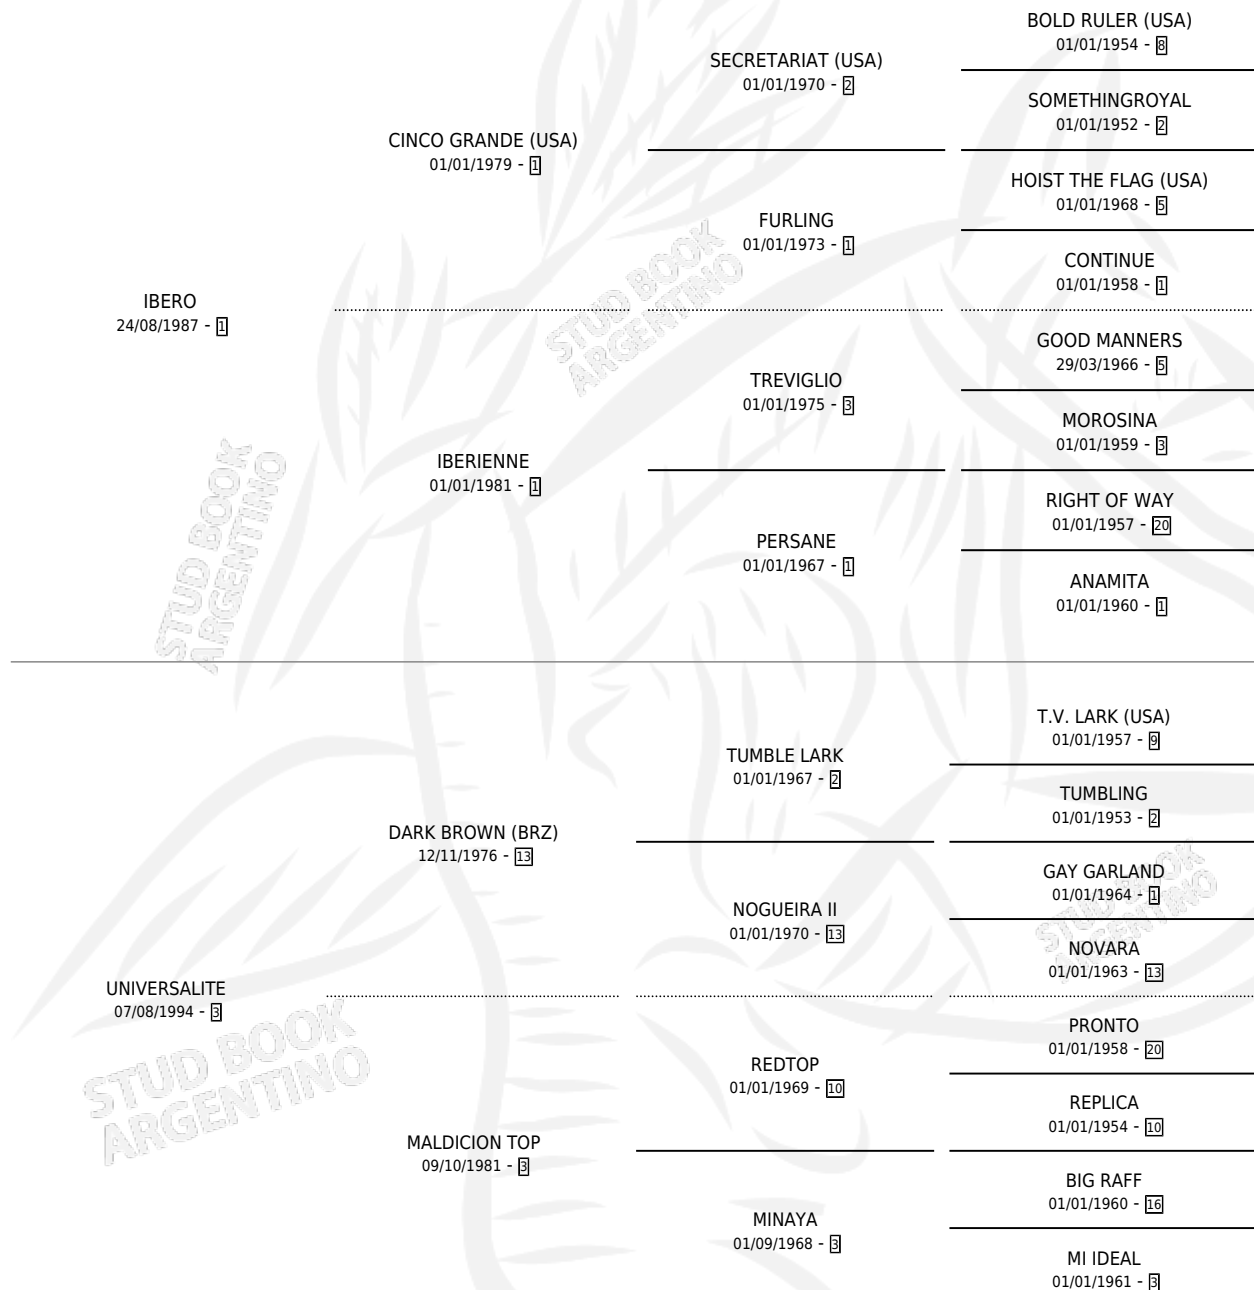 BOLD RULER (USA)
01/01/1954 - 8
SECRETARIAT (USA)
01/01/1970 - 2
SOMETHINGROYAL
01/01/1952 - 2
CINCO GRANDE (USA)
01/01/1979 - 1
HOIST THE FLAG (USA)
01/01/1968 - 5
FURLING
01/01/1973 - 1
CONTINUE
01/01/1958 - 1
IBERO
24/08/1987 - 1
STUD BOOK
ARGENTINO
GOOD MANNERS
29/03/1966 - 5
TREVIGLIO
01/01/1975 - 3
MOROSINA
01/01/1959 - 3
IBERIENNE
01/01/1981 - 1
RIGHT OF WAY
01/01/1957 - 20
PERSANE
01/01/1967 - 1
ANAMITA
01/01/1960 - 1
STUD BOOK
ARGENTINO
T.V. LARK (USA)
01/01/1957 - 9
TUMBLE LARK
01/01/1967 - 2
TUMBLING
01/01/1953 - 2
DARK BROWN (BRZ)
12/11/1976 - 13
GAY GARLAND
01/01/1964 - 1
STUD BOOK
ARGENTINO
NOGUEIRA II
01/01/1970 - 13
NOVARA
01/01/1963 - 13
UNIVERSALITE
07/08/1994 - 3
STUD BOOK
ARGENTINO
PRONTO
01/01/1958 - 20
REDTOP
01/01/1969 - 10
REPLICA
01/01/1954 - 10
MALDICION TOP
09/10/1981 - 3
BIG RAFF
01/01/1960 - 16
MINAYA
01/09/1968 - 3
MI IDEAL
01/01/1961 - 3